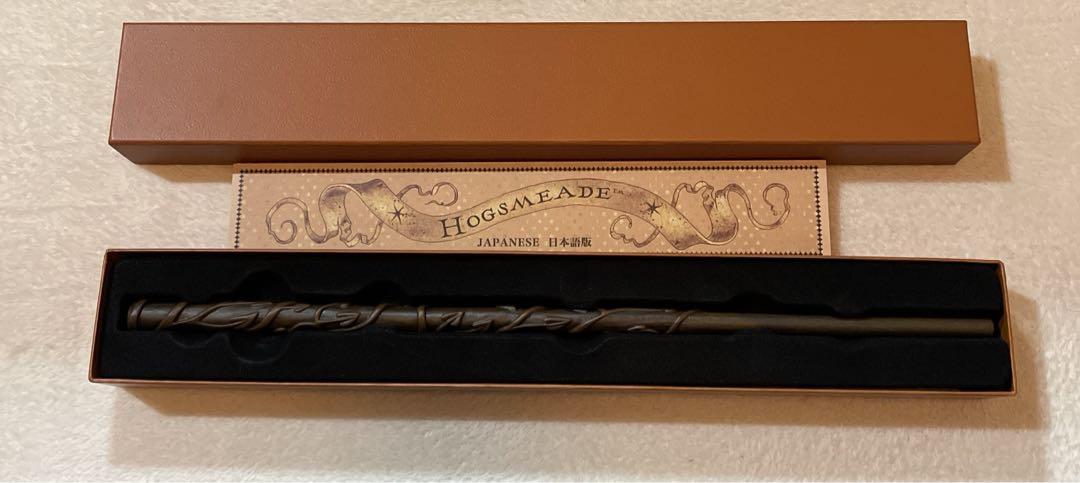 HOGSMEADE™
JAPANESE 日本語版